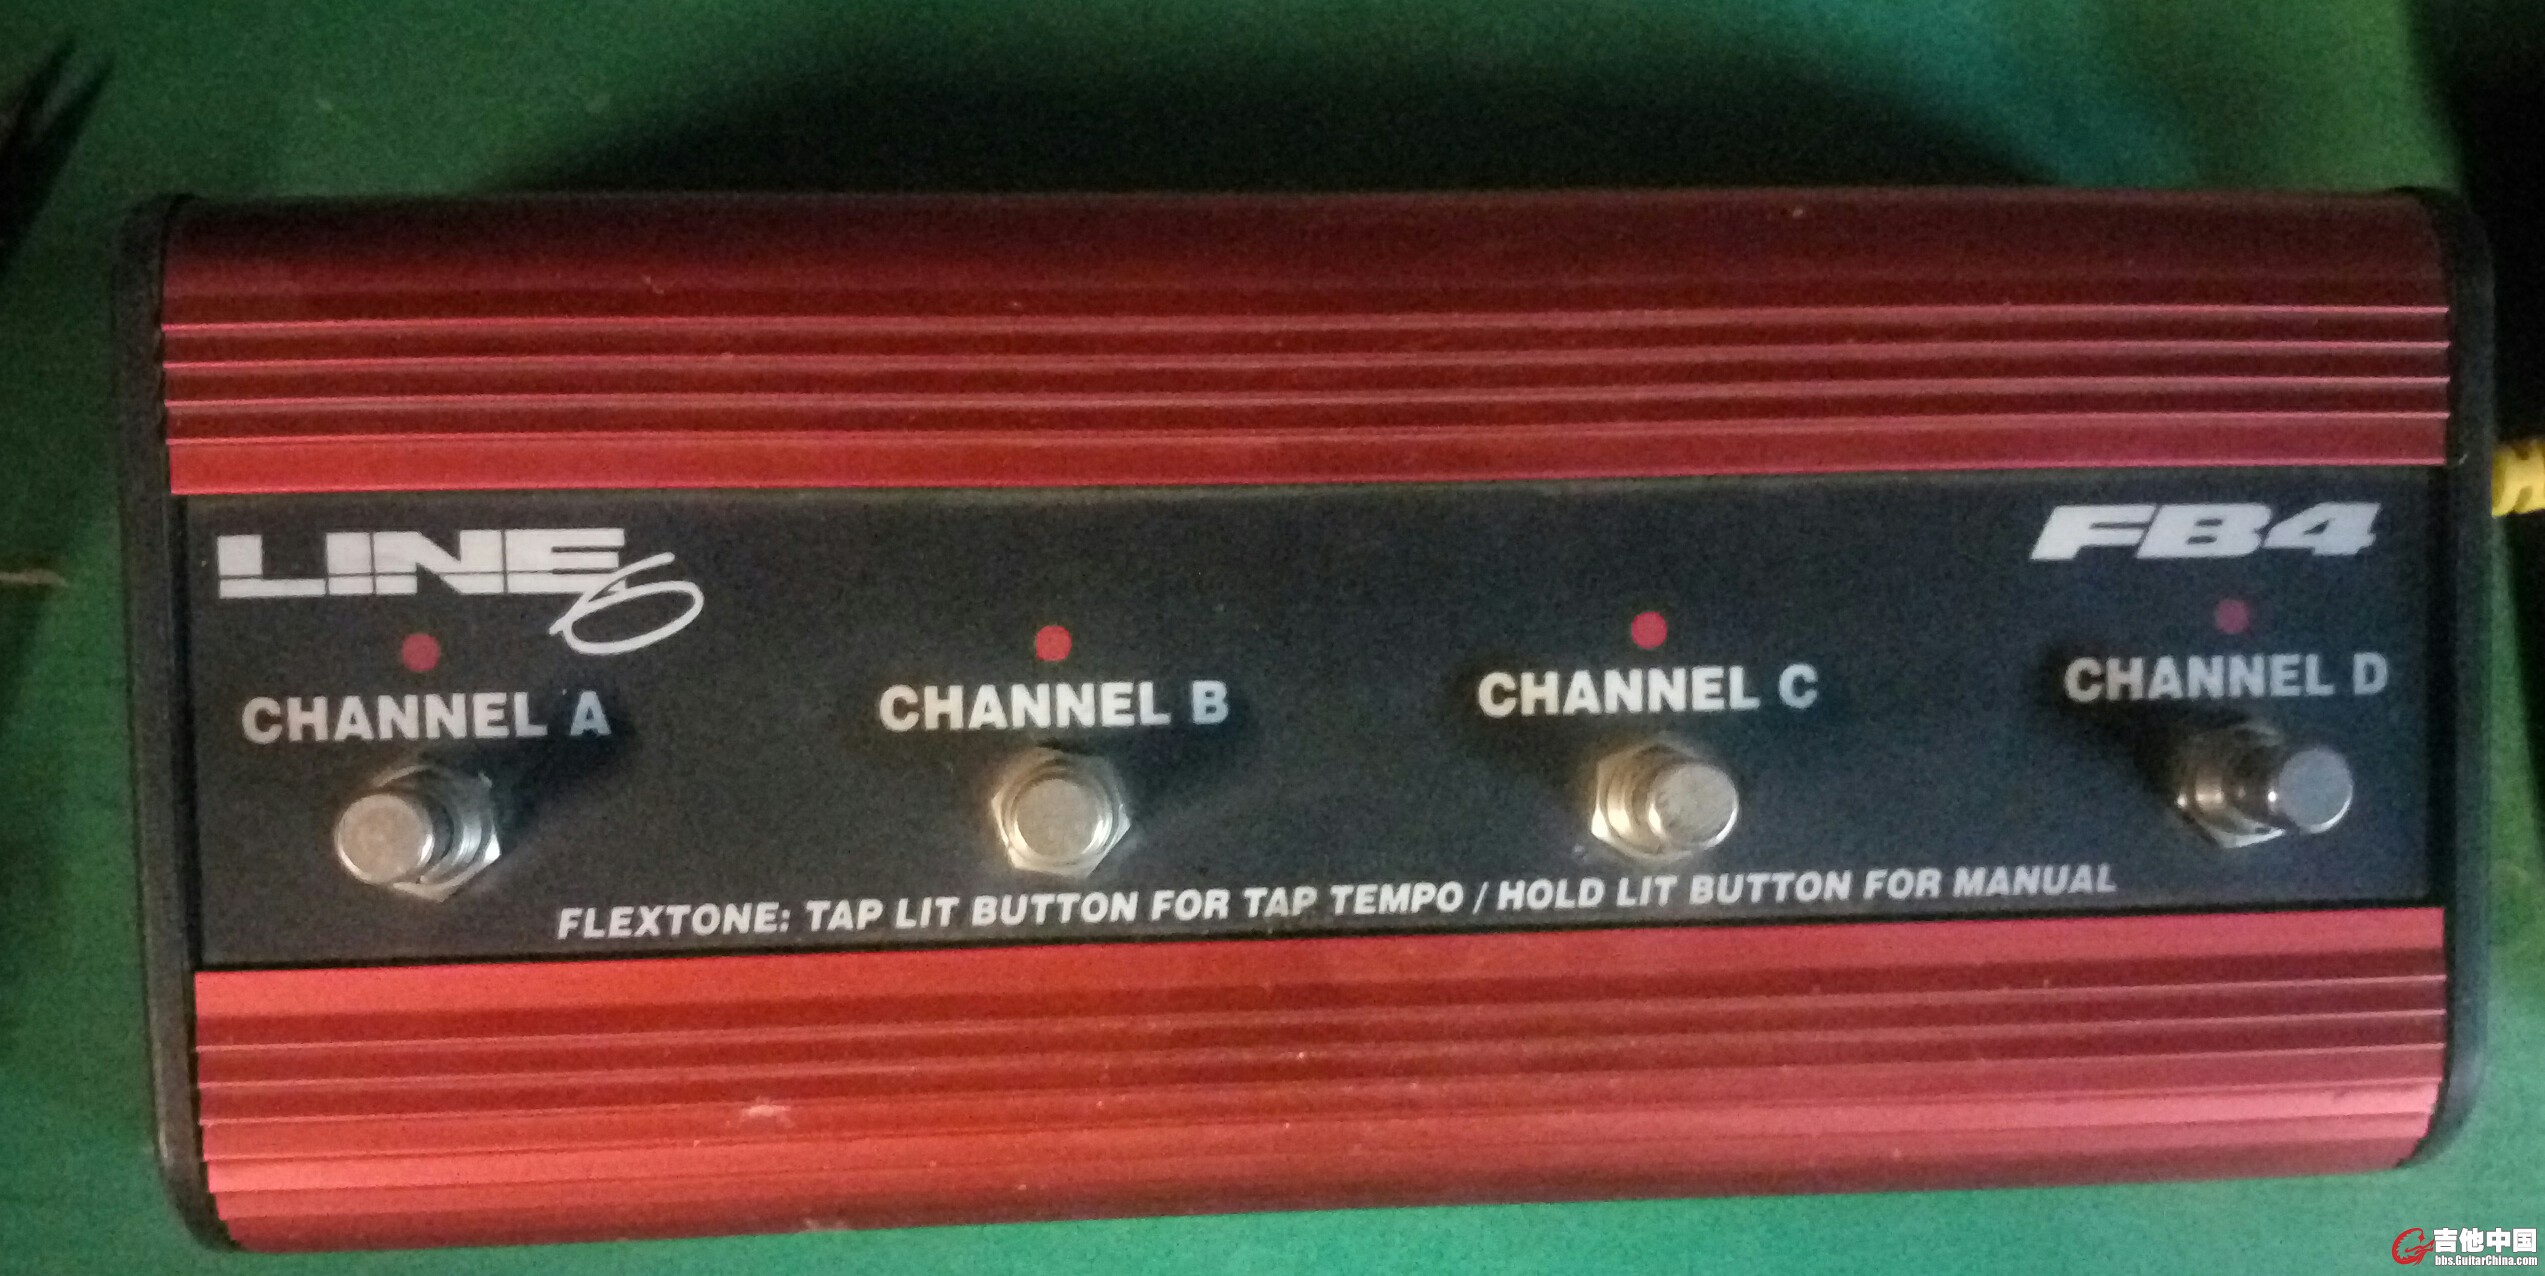 LINE 6
FB4
CHANNEL A
CHANNEL B
CHANNEL C
CHANNEL D
FLEXTONE: TAP LIT BUTTON FOR TAP TEMPO / HOLD LIT BUTTON FOR MANUAL
吉他中国
bbs.GuitarChina.com